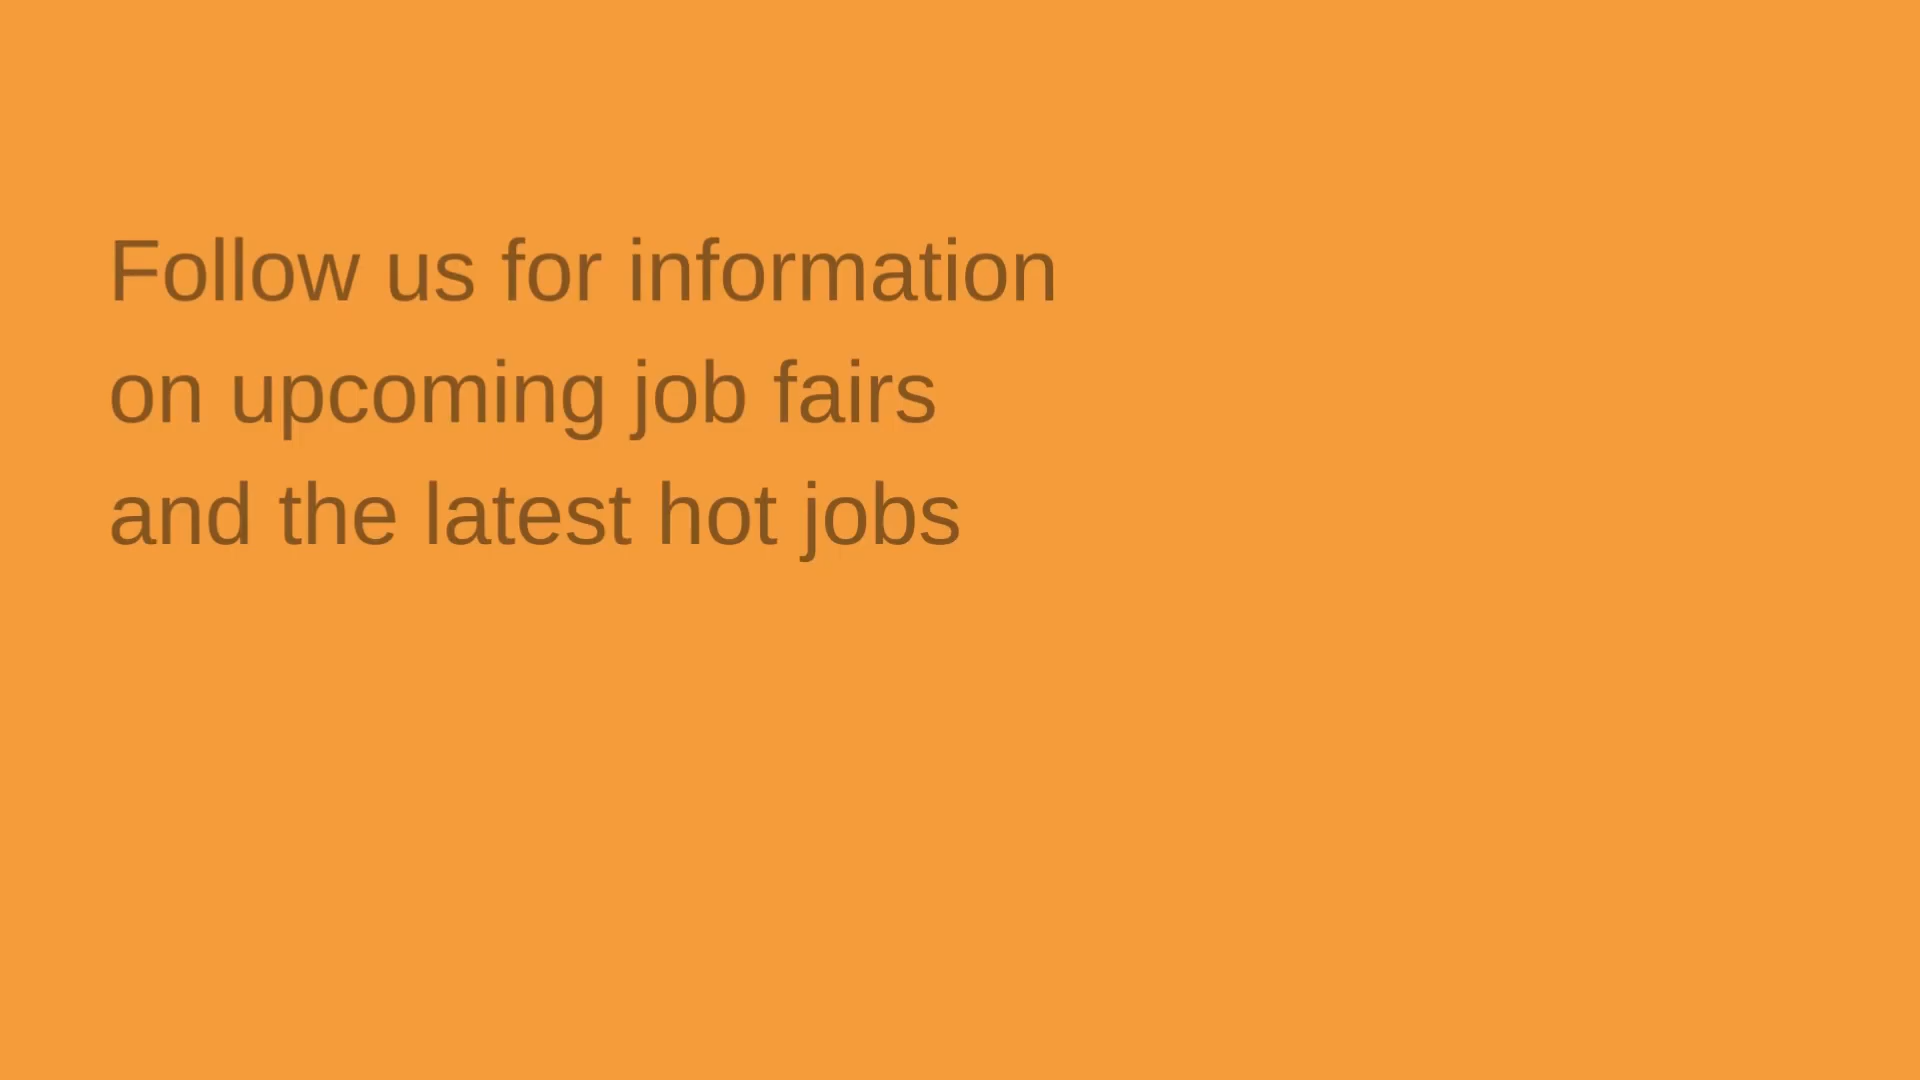 Follow us for information
on upcoming job fairs
and the latest hot jobs